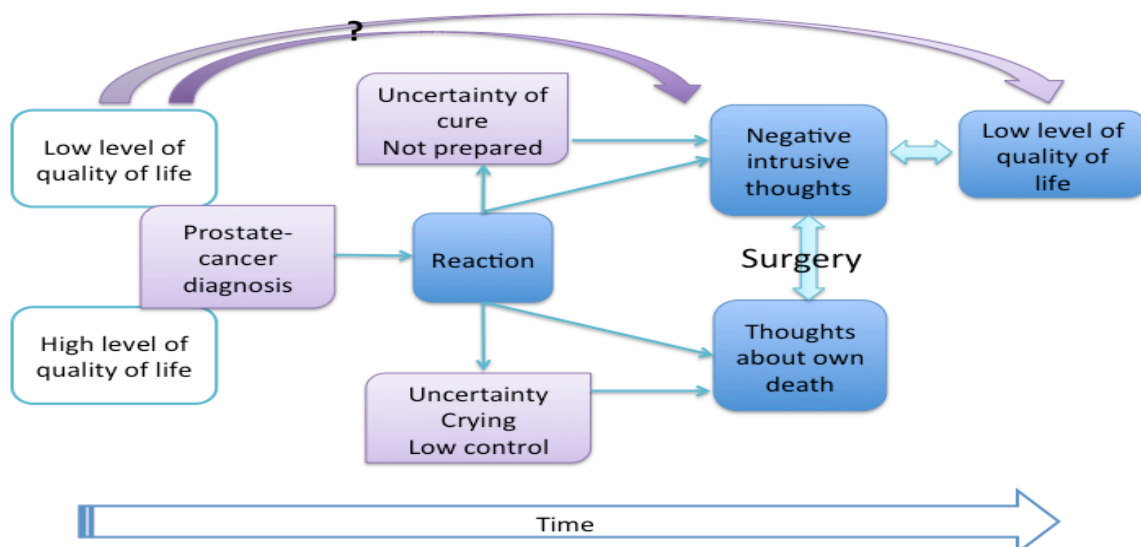 ?
Low level of
quality of life
Prostate-
cancer
diagnosis
High level of
quality of life
Uncertainty of
cure
Not prepared
Reaction
Uncertainty
Crying
Low control
Negative
intrusive
thoughts
Surgery
Thoughts
about own
death
Low level of
quality of
life
Time